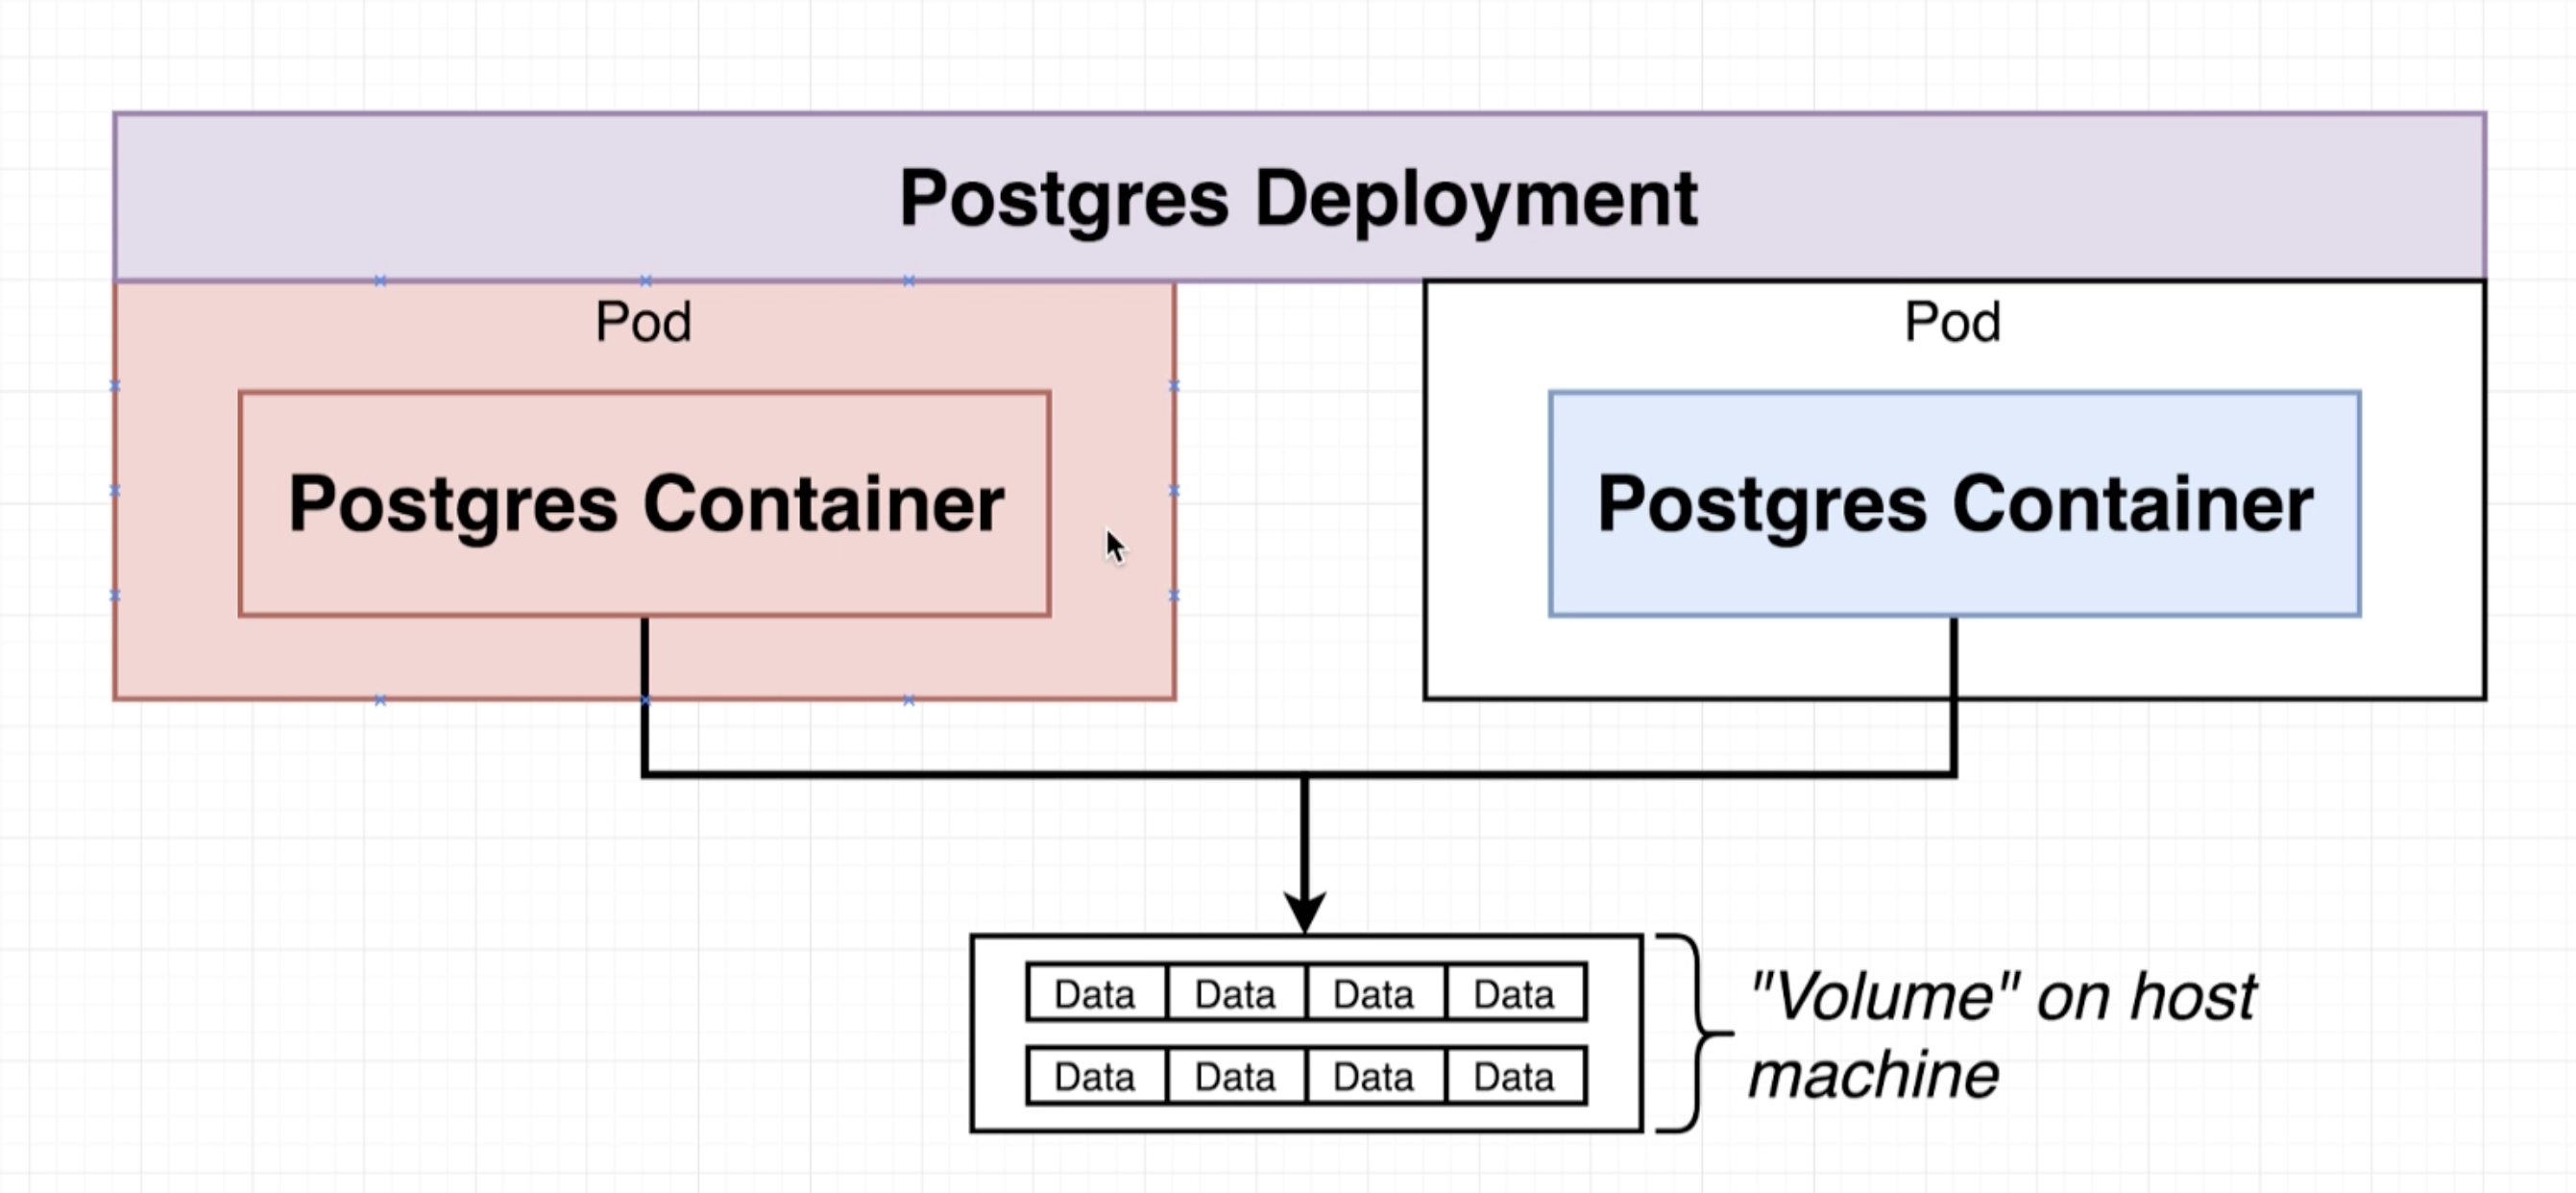 Postgres Deployment
Pod
Pod
Postgres Container
Postgres Container
Data Data Data Data
Data Data Data Data
"Volume" on host
machine